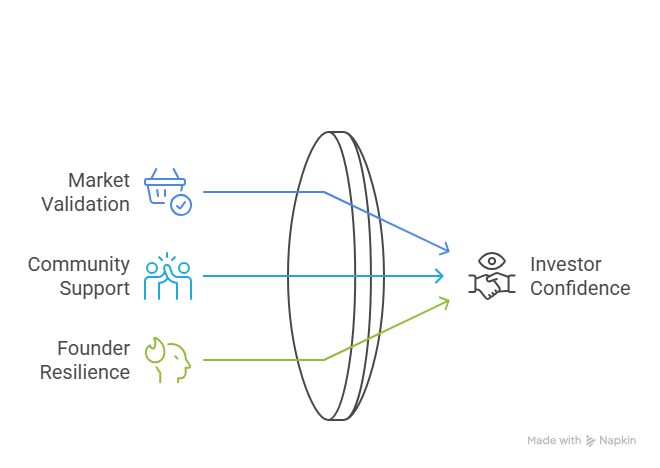 Market
Validation
Community
Support
Founder
Resilience
Investor
Confidence
Made with Napkin